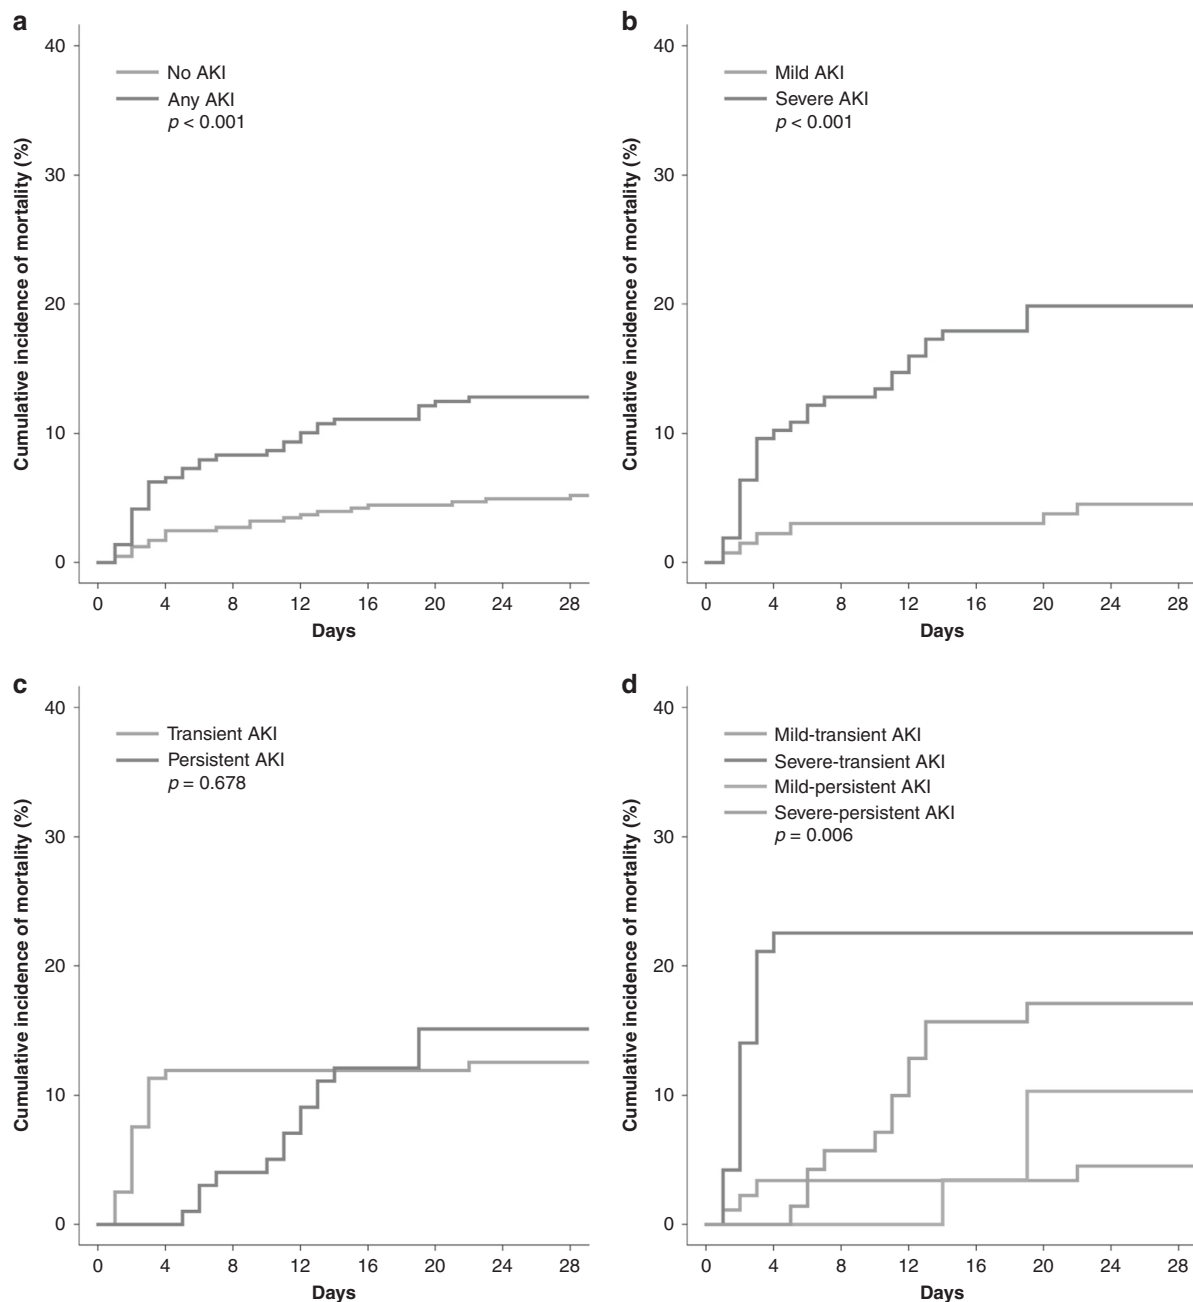 a
40
30
20
10
0
Cumulative incidence of mortality (%)
No AKI
Any AKI
p < 0.001
0 4 8 12 16 20 24 28
Days
b
40
30
20
10
0
Cumulative incidence of mortality (%)
Mild AKI
Severe AKI
p < 0.001
0 4 8 12 16 20 24 28
Days
c
40
30
20
10
0
Cumulative incidence of mortality (%)
Transient AKI
Persistent AKI
p = 0.678
0 4 8 12 16 20 24 28
Days
d
40
30
20
10
0
Cumulative incidence of mortality (%)
Mild-transient AKI
Severe-transient AKI
Mild-persistent AKI
Severe-persistent AKI
p = 0.006
0 4 8 12 16 20 24 28
Days